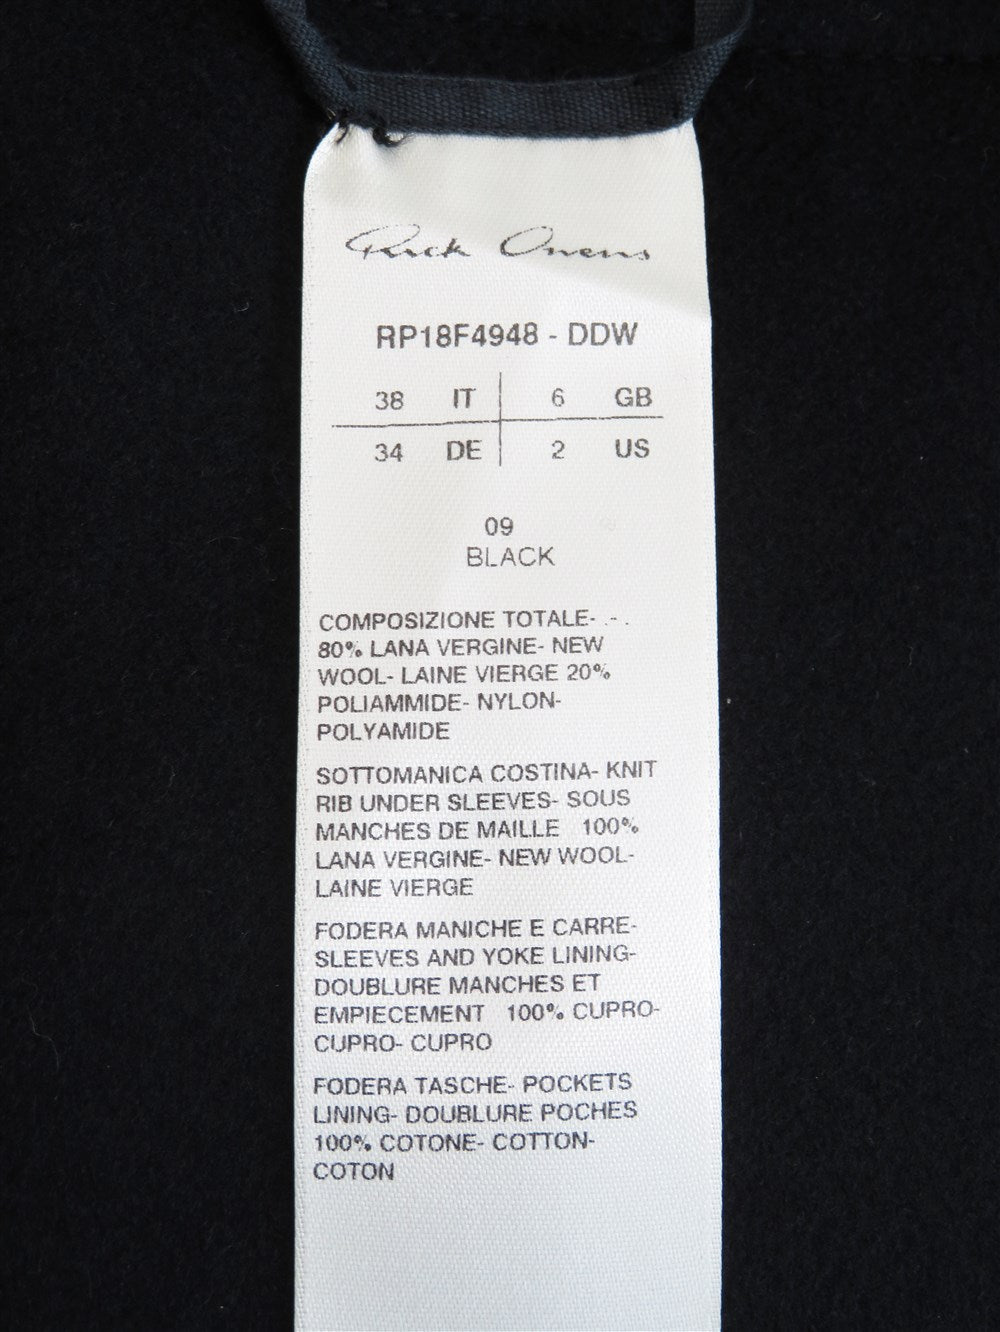 Rick Owens
RP18F4948 - DDW
38 IT 6 GB
34 DE 2 US
09
BLACK
COMPOSIZIONE TOTALE- .- .
80% LANA VERGINE- NEW
WOOL- LAINE VIERGE 20%
POLIAMMIDE- NYLON-
POLYAMIDE
SOTTOMANICA COSTINA- KNIT
RIB UNDER SLEEVES- SOUS
MANCHES DE MAILLE 100%
LANA VERGINE- NEW WOOL-
LAINE VIERGE
FODERA MANICHE E CARRE-
SLEEVES AND YOKE LINING-
DOUBLURE MANCHES ET
EMPIECEMENT 100% CUPRO-
CUPRO- CUPRO
FODERA TASCHE- POCKETS
LINING- DOUBLURE POCHES
100% COTONE- COTTON-
COTON